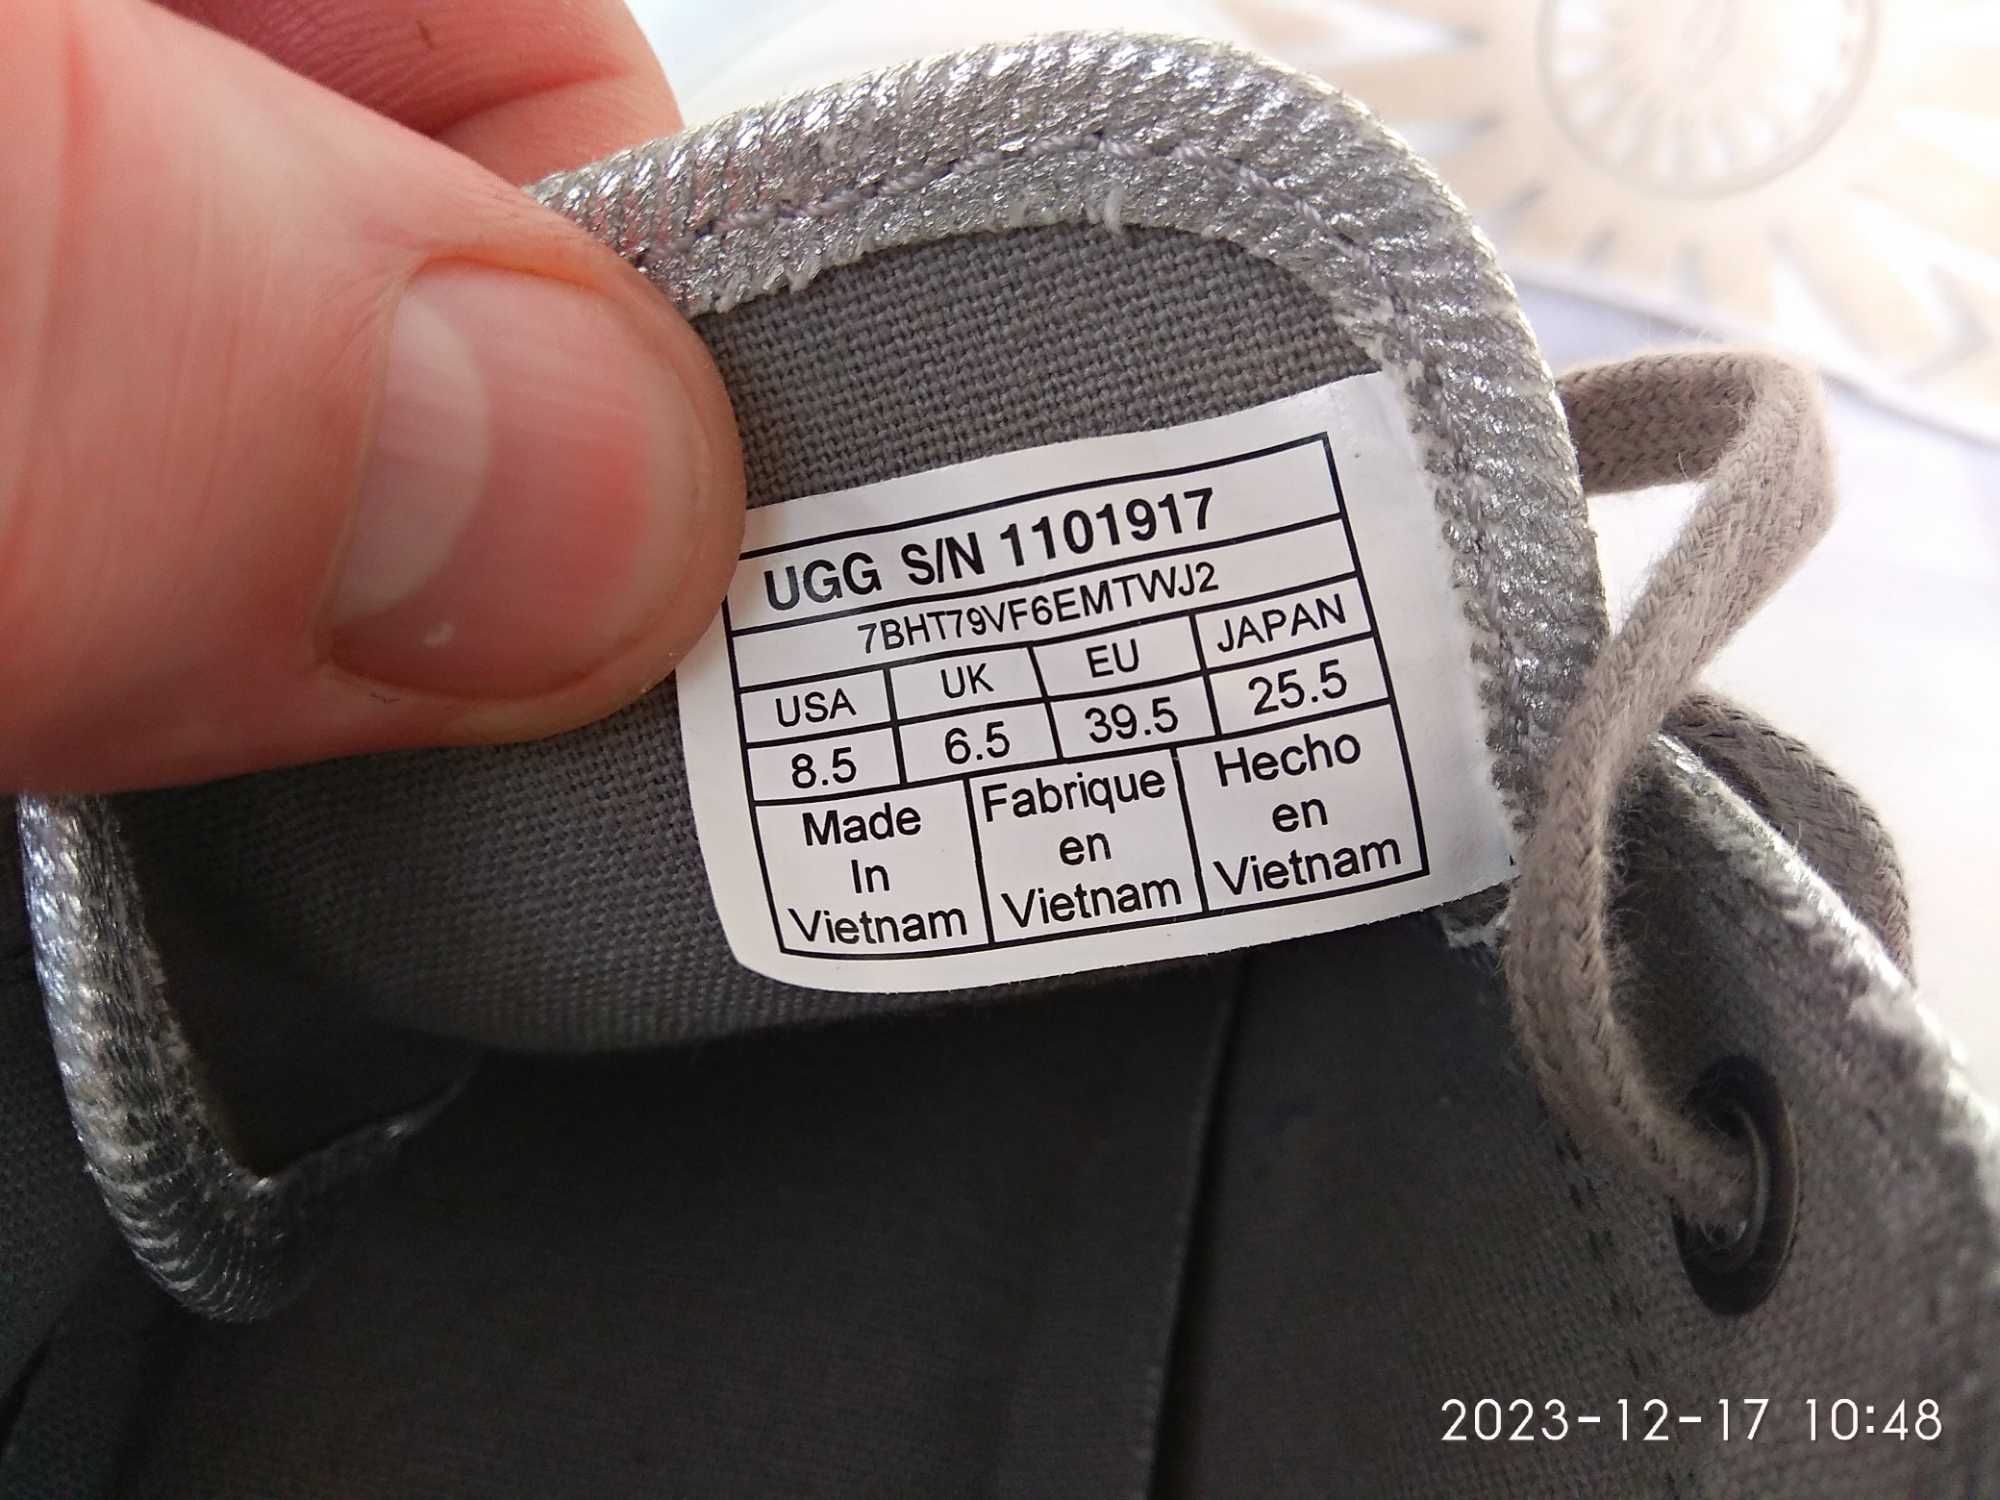 UGG S/N 1101917
7BHT79VF6EMTWJ2
USA UK EU JAPAN
8.5 6.5 39.5 25.5
Made
In
Vietnam
Fabrique
en
Vietnam
Hecho
en
Vietnam
2023-12-17 10:48